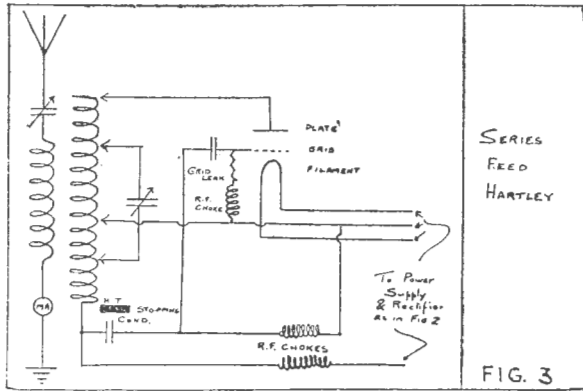 PLATE
GRID
FILAMENT
GRID
LEAK
R.F.
CHOKE
MA
H.T.
STOPPING
COND.
R.F. CHOKES
SERIES
FEED
HARTLEY
To Power
Supply
& Rectifier
as in Fig 2
FIG. 3